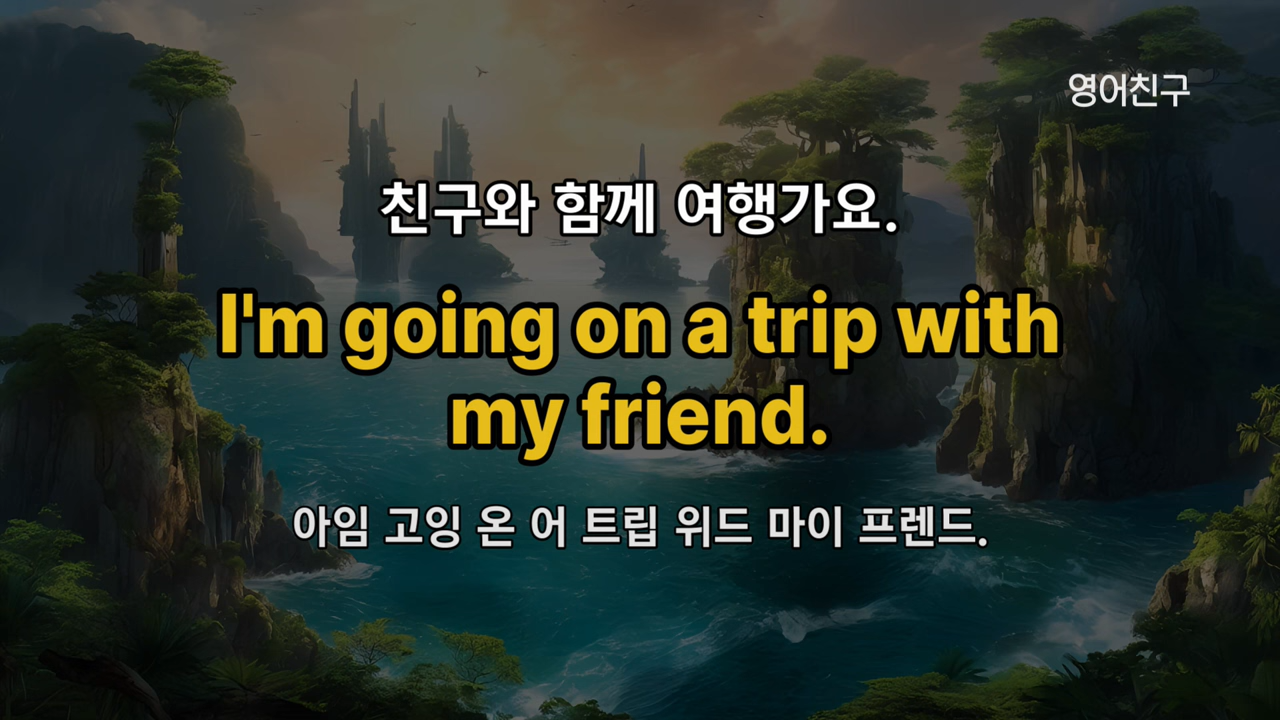 영어친구
친구와 함께 여행가요.
I'm going on a trip with
my friend.
아임 고잉 온 어 트립 위드 마이 프렌드.